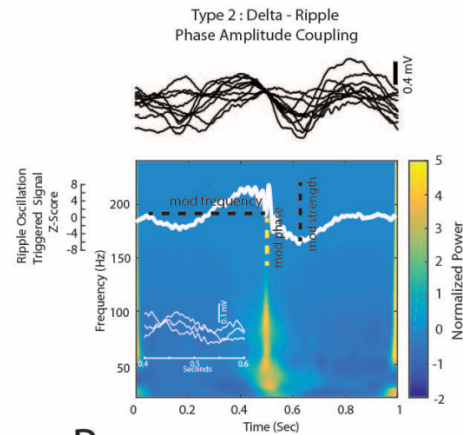 Type 2 : Delta - Ripple
Phase Amplitude Coupling
0.4 mV
Ripple Oscillation
Triggered Signal
Z-Score
8
4
0
-4
-8
Frequency (Hz)
200
150
100
50
mod frequency
mod phase
mod strength
0.1 mV
0.4
0.5
0.6
Seconds
0
0.2
0.4
0.6
0.8
1
Time (Sec)
5
4
3
2
1
0
-1
-2
Normalized Power